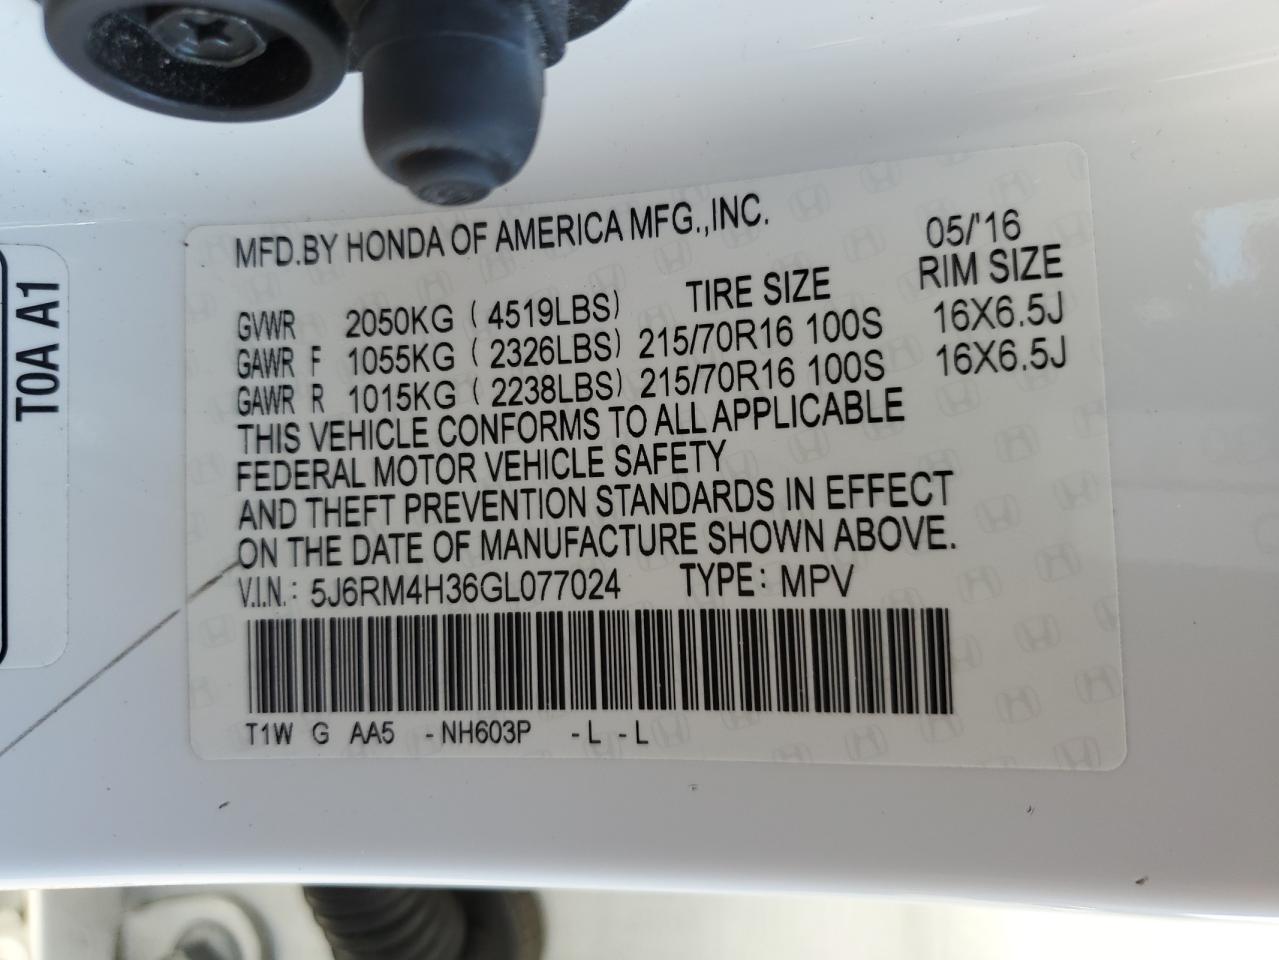 MFD.BY HONDA OF AMERICA MFG.,INC. 05/'16
TIRE SIZE RIM SIZE
GVWR 2050KG ( 4519LBS)
GAWR F 1055KG ( 2326LBS) 215/70R16 100S 16X6.5J
GAWR R 1015KG ( 2238LBS) 215/70R16 100S 16X6.5J
THIS VEHICLE CONFORMS TO ALL APPLICABLE
FEDERAL MOTOR VEHICLE SAFETY
AND THEFT PREVENTION STANDARDS IN EFFECT
ON THE DATE OF MANUFACTURE SHOWN ABOVE.
V.I.N.: 5J6RM4H36GL077024 TYPE: MPV
T1W G AA5 -NH603P -L -L
T0A A1